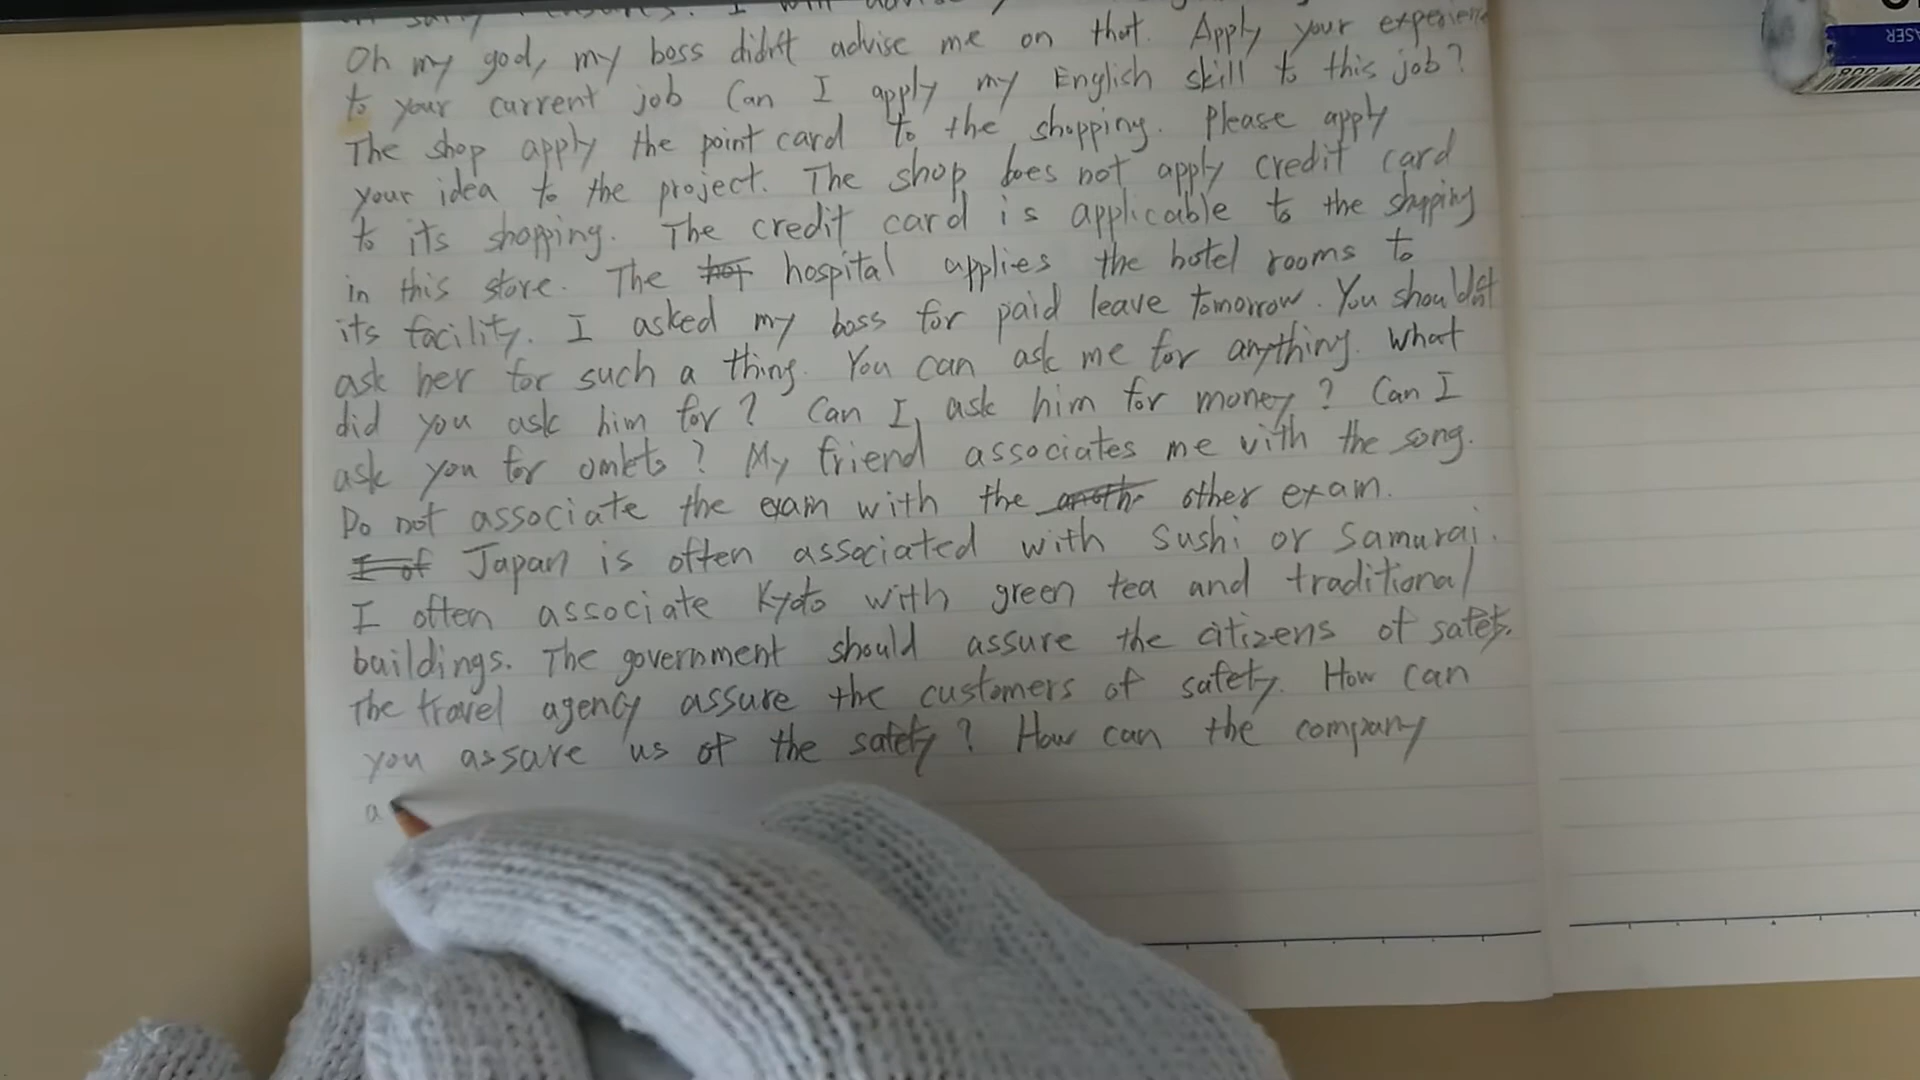 Oh my god, my boss didn't advise me on that. Apply your experience
to your current job Can I apply my English skill to this job?
The shop apply the point card to the shopping. Please apply
your idea to the project. The shop does not apply credit card
to its shopping. The credit card is applicable to the shopping
in this store. The hospital applies the hotel rooms to
its facility. I asked my boss for paid leave tomorrow. You shouldn't
ask her for such a thing. You can ask me for anything. What
did you ask him for? Can I ask him for money? Can I
ask you for omlets? My friend associates me with the song.
Do not associate the exam with the other exam.
Japan is often associated with Sushi or Samurai.
I often associate Kyoto with green tea and traditional
buildings. The government should assure the citizens of safety.
The travel agency assure the customers of safety. How can
you assure us of the safety? How can the company
a